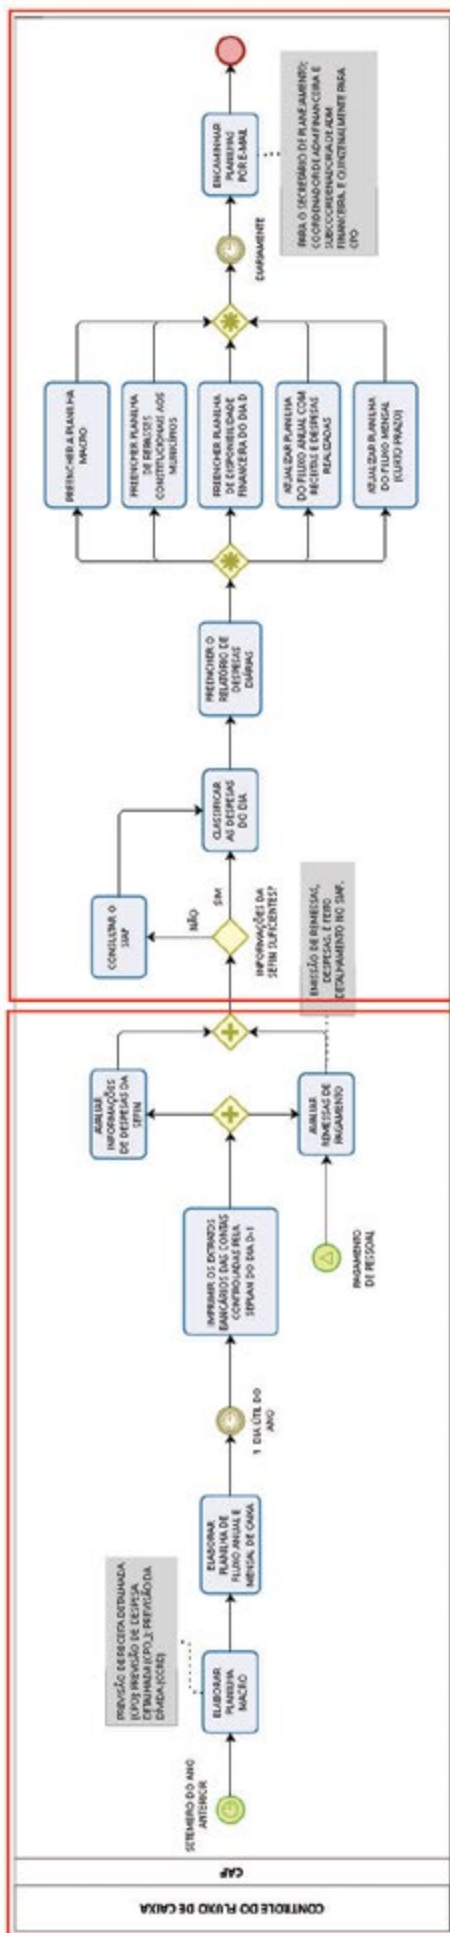 CONTROLE DO FLUXO DE CAIXA
CAF
SETEMBRO DO ANO
ANTERIOR
ELABORAR
PLANILHA
MACRO
PREVISÃO DE RECEITA DETALHADA
(CPO); PREVISÃO DE DESPESA
DETALHADA (CPO_); PREVISÃO DA
DÍVIDA (CCRD)
ELABORAR
PLANILHA DE
FLUXO ANUAL E
MENSAL DE CAIXA
1 DIA ÚTIL DO
ANO
IMPRIMIR OS EXTRATOS
BANCÁRIOS DAS CONTAS
CONTROLADAS PELA
SEPLAN DO DIA D-1
PAGAMENTO
DE PESSOAL
AVALIAR
INFORMAÇÕES
DE DESPESAS DA
SEFIN
AVALIAR
REMESSAS DE
PAGAMENTO
EMISSÃO DE REMESSAS,
DESPESAS. E FEITO
DETALHAMENTO NO SIAF.
INFORMAÇÕES DA
SEFIN SUFICIENTES?
NÃO
SIM
CONSULTAR O
SIAF
CLASSIFICAR
AS DESPESAS
DO DIA
PREENCHER O
RELATÓRIO DE
DESPESAS
DIÁRIAS
PREENCHER A PLANILHA
MACRO
PREENCHER PLANILHA
DE REPASSES
CONSTITUCIONAIS AOS
MUNICÍPIOS
PREENCHER PLANILHA
DE DISPONIBILIDADE
FINANCEIRA DO DIA D
ATUALIZAR PLANILHA
DO FLUXO ANUAL COM
RECEITAS E DESPESAS
REALIZADAS
ATUALIZAR PLANILHA
DO FLUXO MENSAL
(CURTO PRAZO)
DIARIAMENTE
ENCAMINHAR
PLANILHAS
POR E-MAIL
PARA O SECRETÁRIO DE PLANEJAMENTO;
COORDENADOR DE ADM FINANCEIRA E
SUBCOORDENADORIA DE ADM
FINANCEIRA. E QUINZENALMENTE PARA
CPO